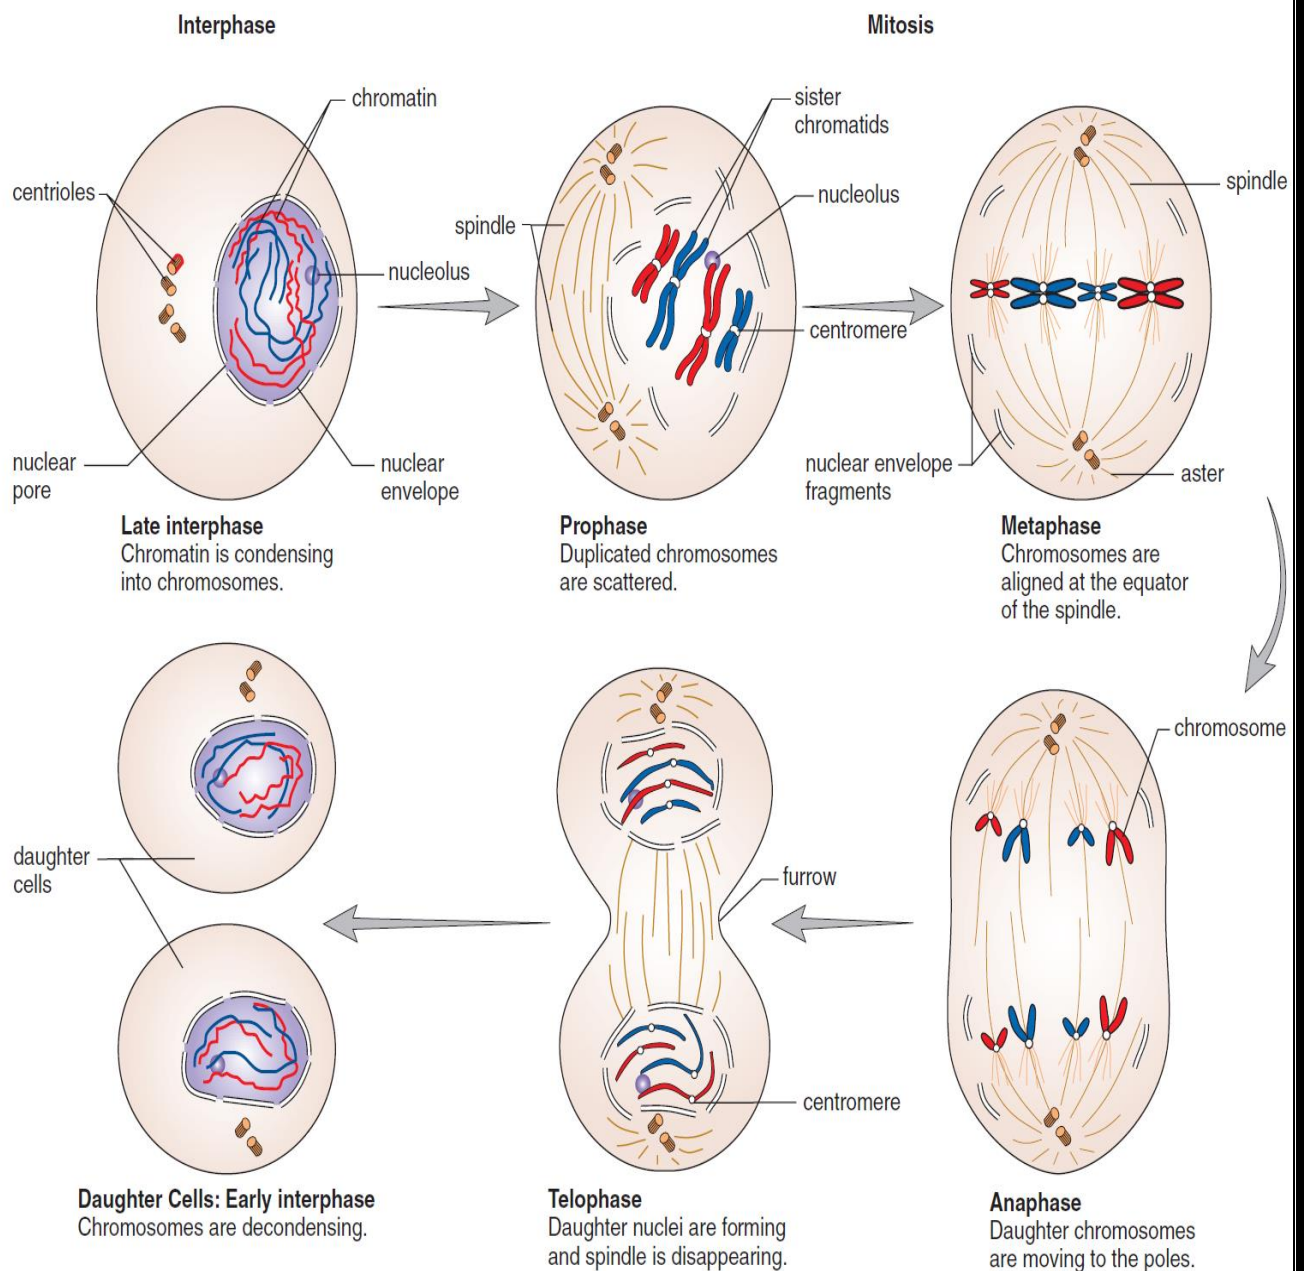 Interphase
Mitosis
chromatin
centrioles
nucleolus
nuclear
pore
nuclear
envelope
Late interphase
Chromatin is condensing
into chromosomes.
sister
chromatids
nucleolus
spindle
centromere
Prophase
Duplicated chromosomes
are scattered.
spindle
nuclear envelope
fragments
aster
Metaphase
Chromosomes are
aligned at the equator
of the spindle.
chromosome
Anaphase
Daughter chromosomes
are moving to the poles.
furrow
centromere
Telophase
Daughter nuclei are forming
and spindle is disappearing.
daughter
cells
Daughter Cells: Early interphase
Chromosomes are decondensing.